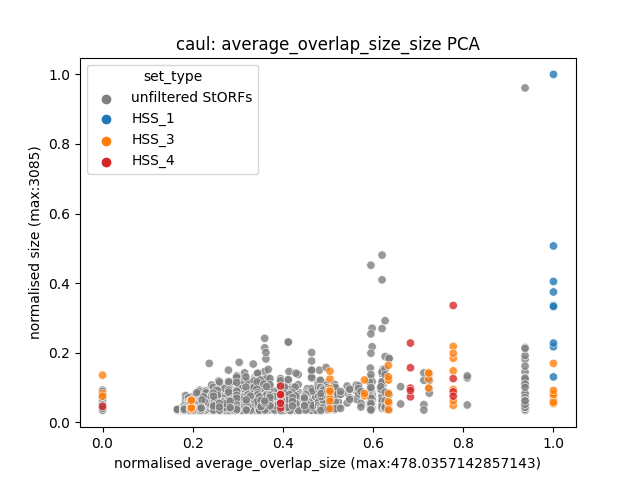 caul: average_overlap_size_size PCA
set_type
unfiltered StORFs
HSS_1
HSS_3
HSS_4
normalised size (max:3085)
1.0
0.8
0.6
0.4
0.2
0.0
0.0 0.2 0.4 0.6 0.8 1.0
normalised average_overlap_size (max:478.0357142857143)